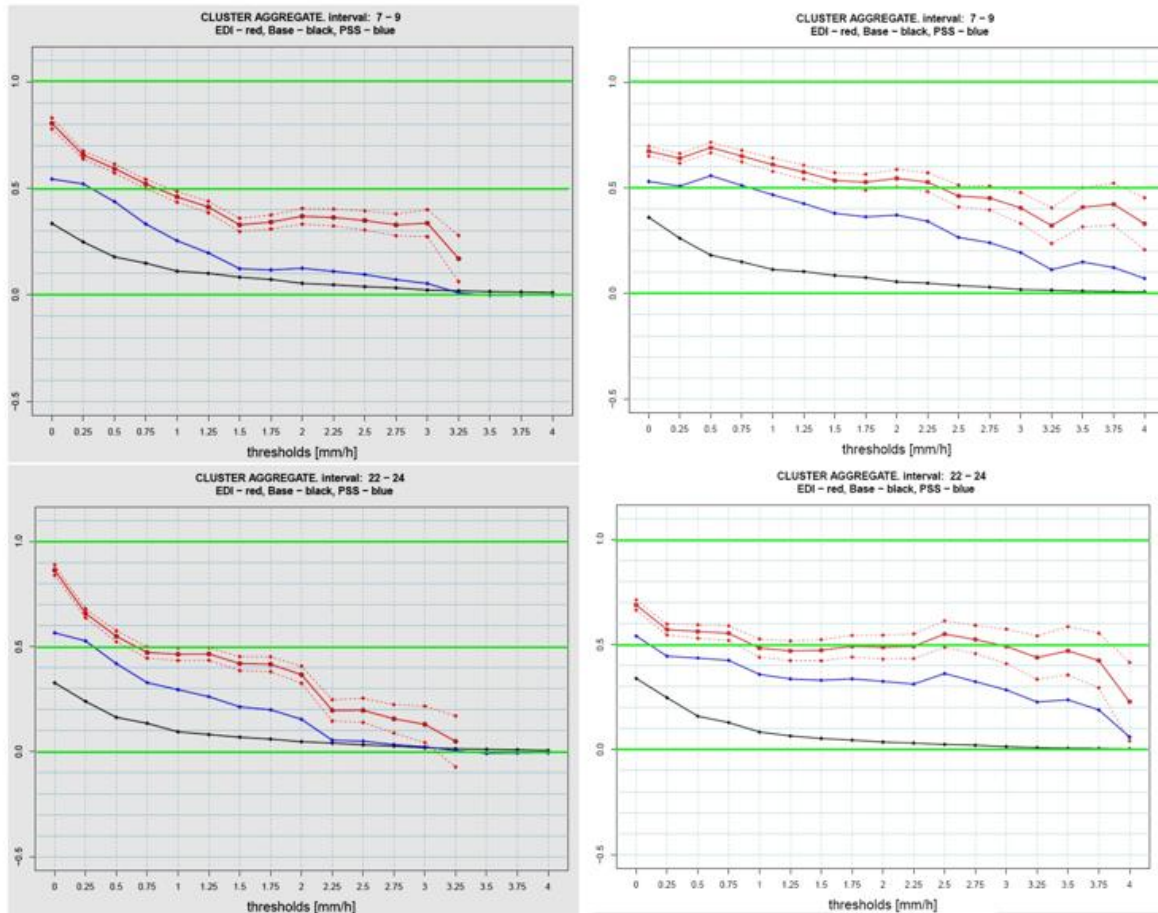 CLUSTER AGGREGATE. interval: 7 – 9
EDI – red, Base – black, PSS – blue
1.0
0.5
0.0
−0.5
0 0.25 0.5 0.75 1 1.25 1.5 1.75 2 2.25 2.5 2.75 3 3.25 3.5 3.75 4
thresholds [mm/h]
CLUSTER AGGREGATE. interval: 7 – 9
EDI – red, Base – black, PSS – blue
1.0
0.5
0.0
−0.5
0 0.25 0.5 0.75 1 1.25 1.5 1.75 2 2.25 2.5 2.75 3 3.25 3.5 3.75 4
thresholds [mm/h]
CLUSTER AGGREGATE. interval: 22 – 24
EDI – red, Base – black, PSS – blue
1.0
0.5
0.0
−0.5
0 0.25 0.5 0.75 1 1.25 1.5 1.75 2 2.25 2.5 2.75 3 3.25 3.5 3.75 4
thresholds [mm/h]
CLUSTER AGGREGATE. interval: 22 – 24
EDI – red, Base – black, PSS – blue
1.0
0.5
0.0
−0.5
0 0.25 0.5 0.75 1 1.25 1.5 1.75 2 2.25 2.5 2.75 3 3.25 3.5 3.75 4
thresholds [mm/h]